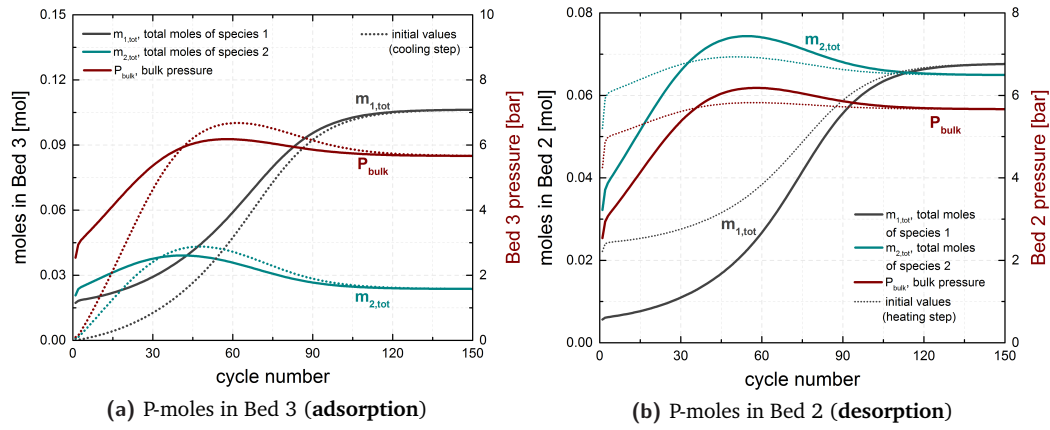 moles in Bed 3 [mol]
0.15
0.12
0.09
0.06
0.03
0.00
m1,tot, total moles of species 1
m2,tot, total moles of species 2
Pbulk, bulk pressure
initial values
(cooling step)
m1,tot
Pbulk
m2,tot
10
8
6
4
2
0
Bed 3 pressure [bar]
0 30 60 90 120 150
cycle number
(a) P-moles in Bed 3 (adsorption)
moles in Bed 2 [mol]
0.08
0.06
0.04
0.02
0.00
m2,tot
Pbulk
m1,tot
m1,tot, total moles
of species 1
m2,tot, total moles
of species 2
Pbulk, bulk pressure
initial values
(heating step)
8
7
6
5
4
3
2
1
0
Bed 2 pressure [bar]
0 30 60 90 120 150
cycle number
(b) P-moles in Bed 2 (desorption)